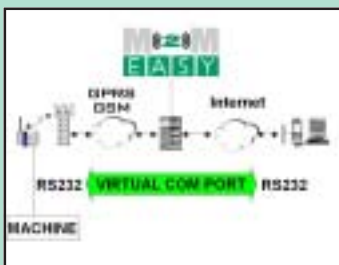 M2M
EASY
GPRS
GSM
Internet
RS232 VIRTUAL COM PORT RS232
MACHINE